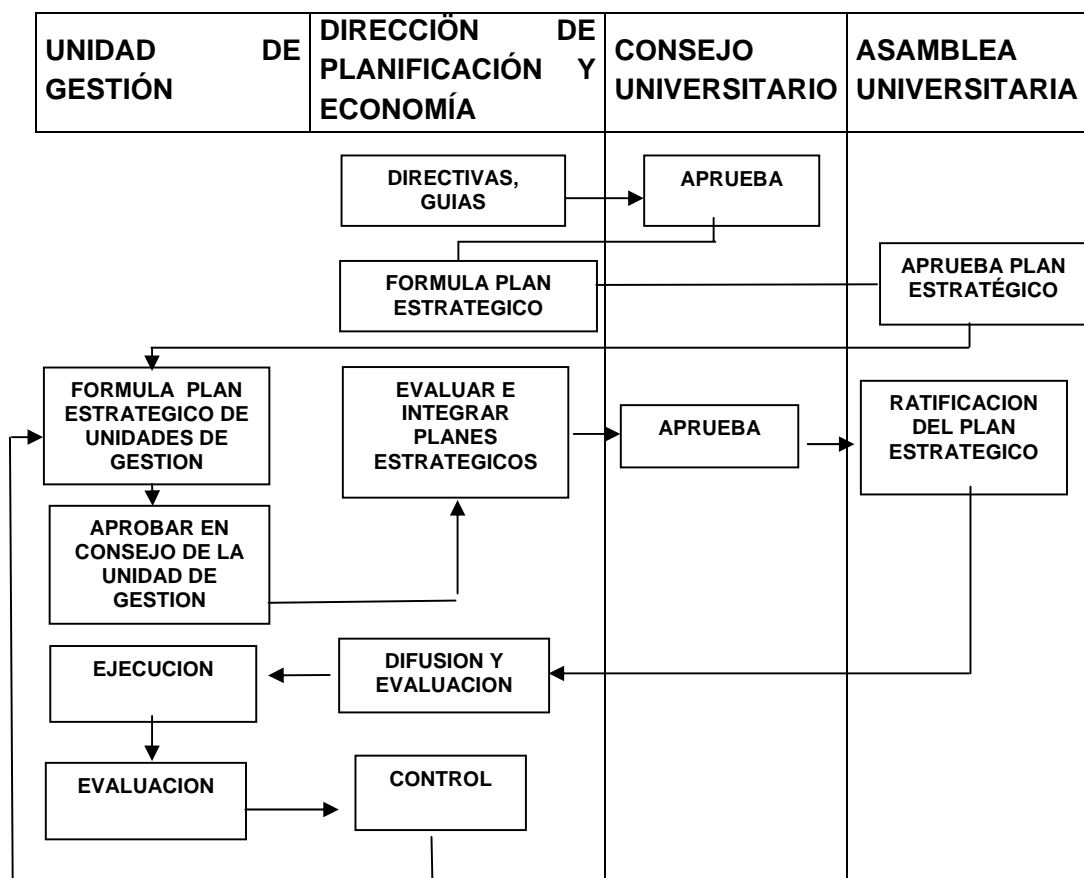 UNIDAD DE
GESTIÓN
DIRECCIÖN DE
PLANIFICACIÓN Y
ECONOMÍA
CONSEJO
UNIVERSITARIO
ASAMBLEA
UNIVERSITARIA
DIRECTIVAS,
GUIAS
APRUEBA
FORMULA PLAN
ESTRATEGICO
APRUEBA PLAN
ESTRATÉGICO
FORMULA PLAN
ESTRATEGICO DE
UNIDADES DE
GESTION
EVALUAR E
INTEGRAR
PLANES
ESTRATEGICOS
APRUEBA
RATIFICACION
DEL PLAN
ESTRATEGICO
APROBAR EN
CONSEJO DE LA
UNIDAD DE
GESTION
EJECUCION
DIFUSION Y
EVALUACION
EVALUACION
CONTROL